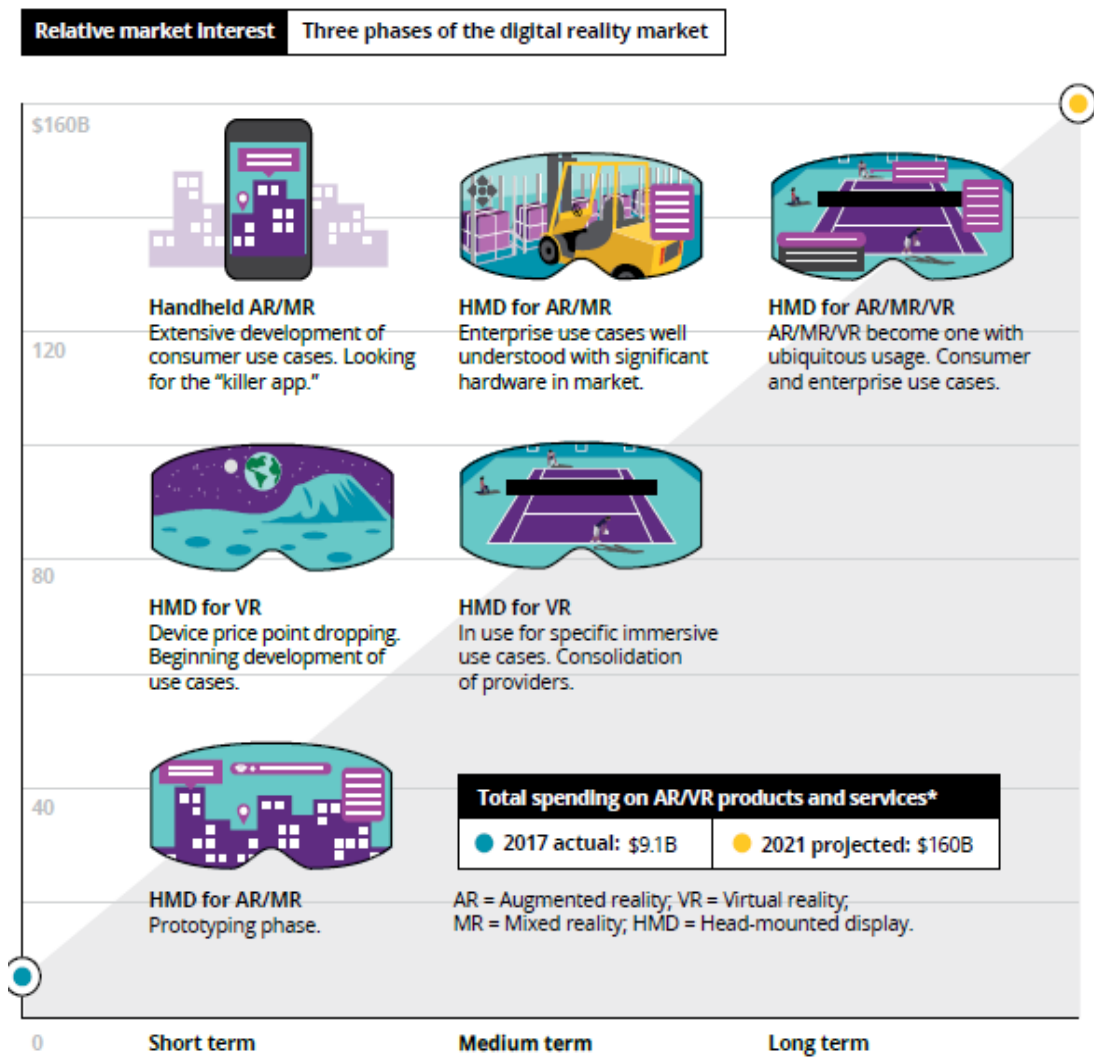 Relative market interest
Three phases of the digital reality market
$160B
Handheld AR/MR
Extensive development of
consumer use cases. Looking
for the “killer app.”
HMD for AR/MR
Enterprise use cases well
understood with significant
hardware in market.
HMD for AR/MR/VR
AR/MR/VR become one with
ubiquitous usage. Consumer
and enterprise use cases.
120
HMD for VR
Device price point dropping.
Beginning development of
use cases.
HMD for VR
In use for specific immersive
use cases. Consolidation
of providers.
80
40
HMD for AR/MR
Prototyping phase.
Total spending on AR/VR products and services*
2017 actual: $9.1B
2021 projected: $160B
AR = Augmented reality; VR = Virtual reality;
MR = Mixed reality; HMD = Head-mounted display.
0
Short term
Medium term
Long term